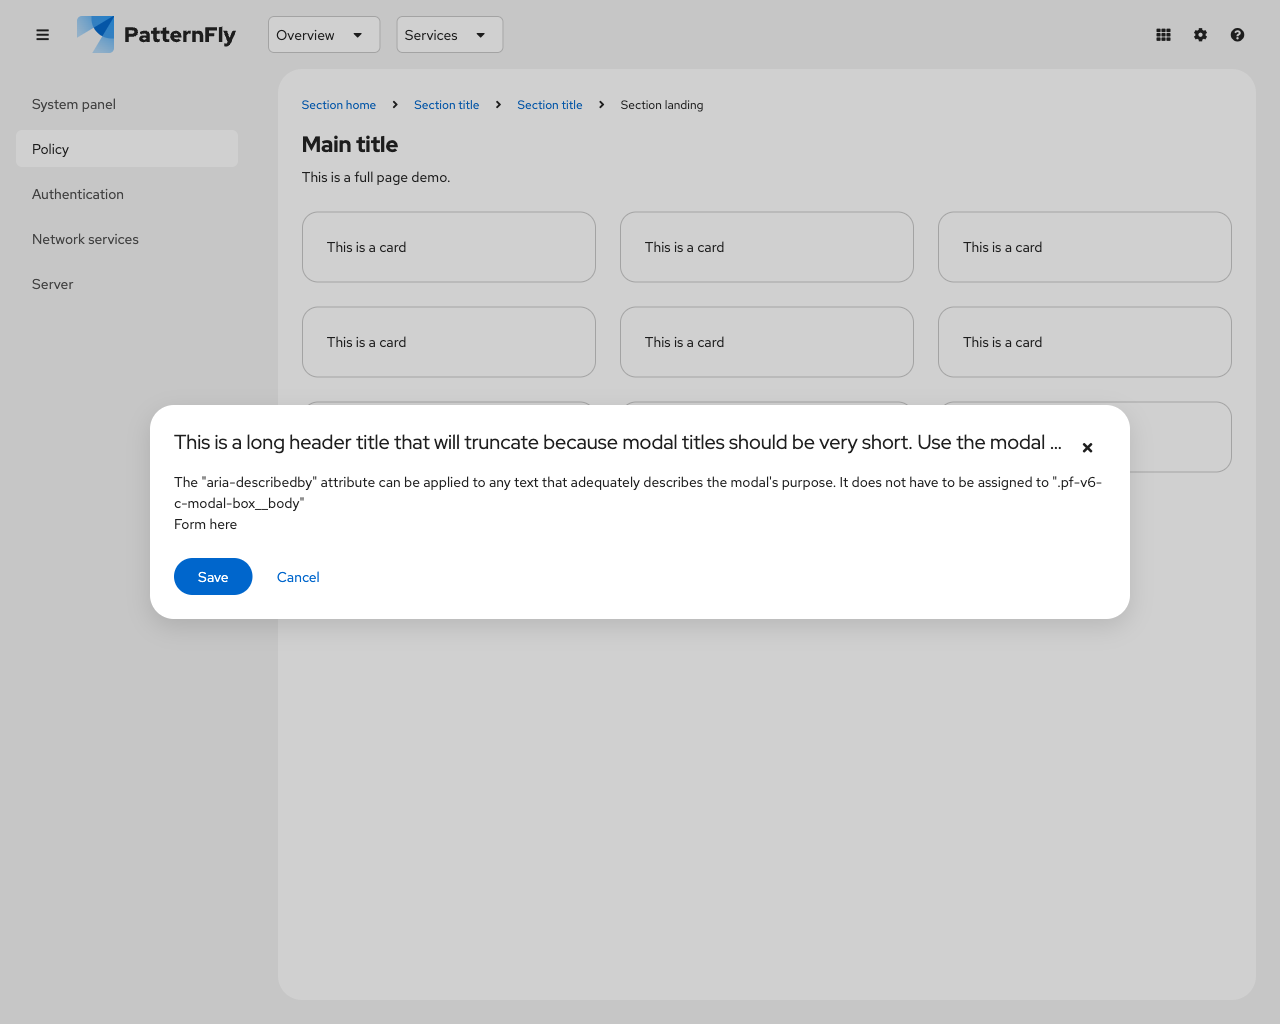 PatternFly
Overview
Services
System panel
Policy
Authentication
Network services
Server
Section home
Section title
Section title
Section landing
Main title
This is a full page demo.
This is a card
This is a card
This is a card
This is a card
This is a card
This is a card
This is a long header title that will truncate because modal titles should be very short. Use the modal ...
The "aria-describedby" attribute can be applied to any text that adequately describes the modal's purpose. It does not have to be assigned to ".pf-v6-
c-modal-box__body"
Form here
Save
Cancel